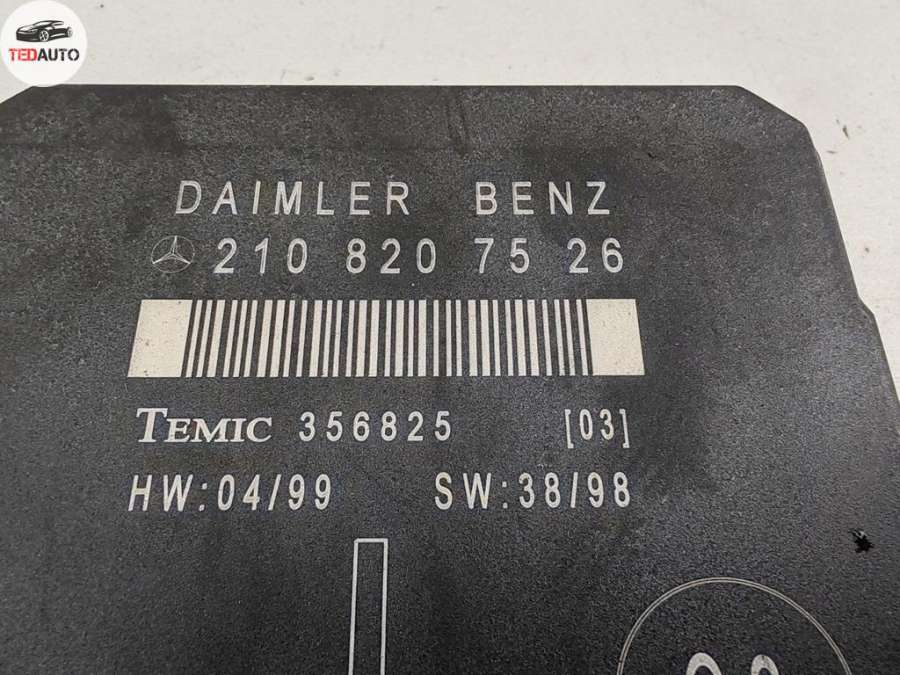 TEDAUTO
DAIMLER BENZ
210 820 75 26
TEMIC 356825 [03]
HW:04/99 SW:38/98